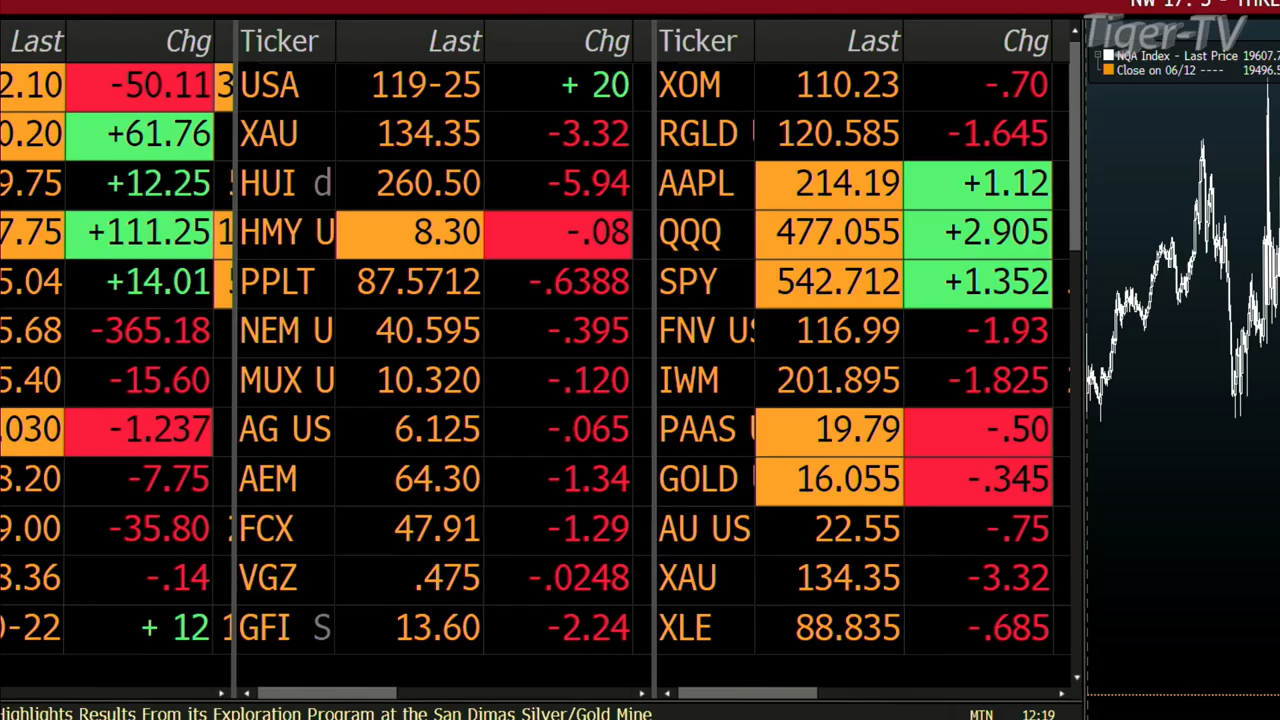 Tiger-TV
Last Chg Ticker Last Chg Ticker Last Chg
2.10 -50.11 3 USA 119-25 + 20 XOM 110.23 -.70
0.20 +61.76 XAU 134.35 -3.32 RGLD 120.585 -1.645
9.75 +12.25 HUI d 260.50 -5.94 AAPL 214.19 +1.12
7.75 +111.25 1 HMY U 8.30 -.08 QQQ 477.055 +2.905
5.04 +14.01 PPLT 87.5712 -.6388 SPY 542.712 +1.352
5.68 -365.18 NEM U 40.595 -.395 FNV US 116.99 -1.93
5.40 -15.60 MUX U 10.320 -.120 IWM 201.895 -1.825
.030 -1.237 AG US 6.125 -.065 PAAS U 19.79 -.50
3.20 -7.75 AEM 64.30 -1.34 GOLD 16.055 -.345
9.00 -35.80 FCX 47.91 -1.29 AU US 22.55 -.75
3.36 -.14 VGZ .475 -.0248 XAU 134.35 -3.32
0-22 + 12 1 GFI S 13.60 -2.24 XLE 88.835 -.685
NQA Index - Last Price 19607.7
Close on 06/12 ---- 19496.5
Highlights Results From its Exploration Program at the San Dimas Silver/Gold Mine MTN 12:19